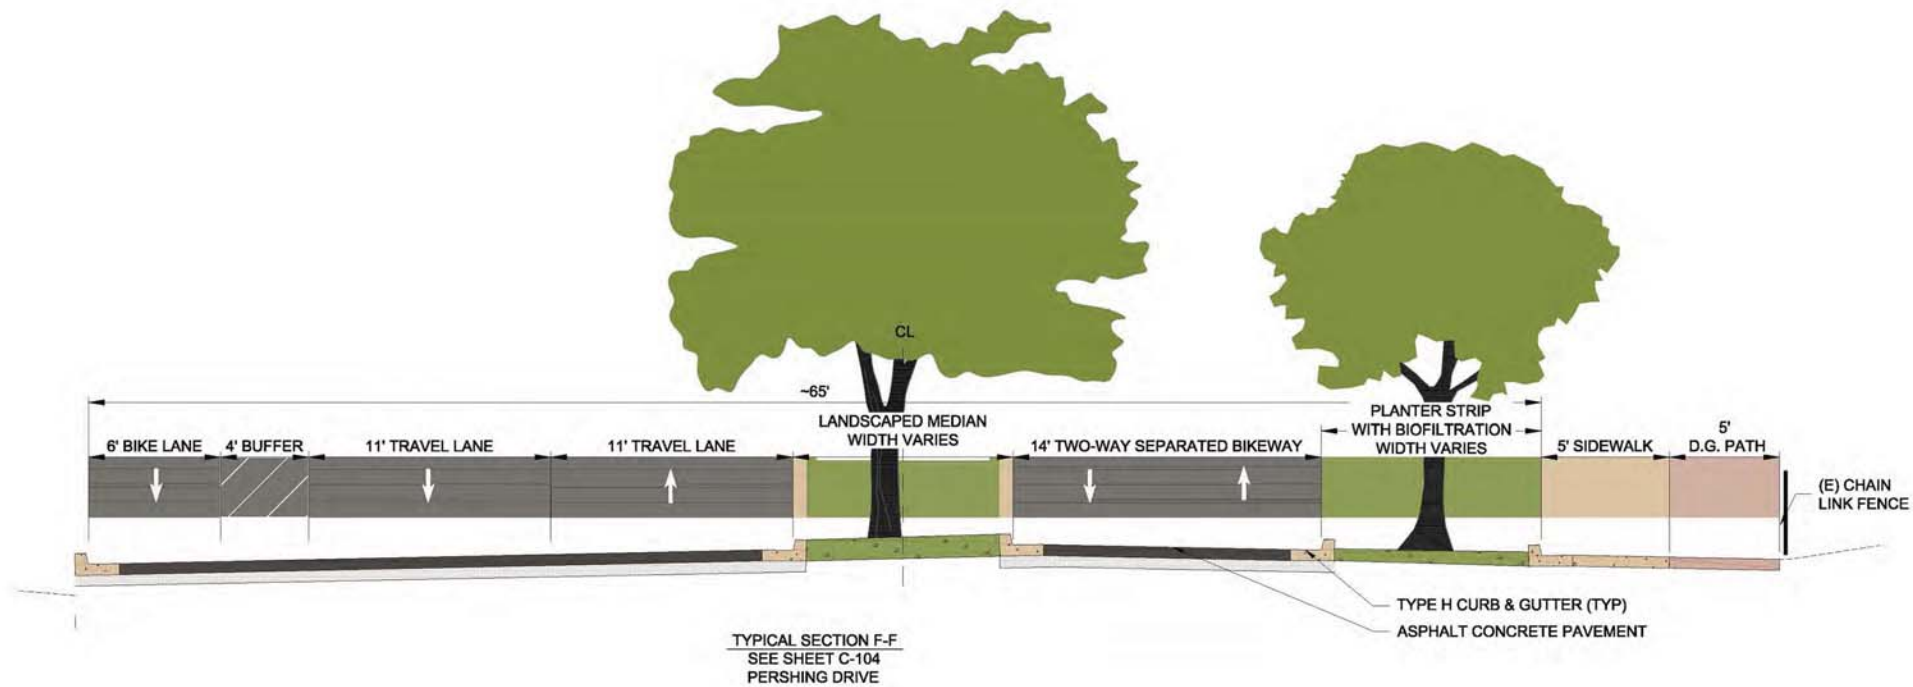 CL
~65'
LANDSCAPED MEDIAN
WIDTH VARIES
PLANTER STRIP
WITH BIOFILTRATION
WIDTH VARIES
6' BIKE LANE
4' BUFFER
11' TRAVEL LANE
11' TRAVEL LANE
14' TWO-WAY SEPARATED BIKEWAY
5' SIDEWALK
5'
D.G. PATH
(E) CHAIN
LINK FENCE
TYPE H CURB & GUTTER (TYP)
ASPHALT CONCRETE PAVEMENT
TYPICAL SECTION F-F
SEE SHEET C-104
PERSHING DRIVE